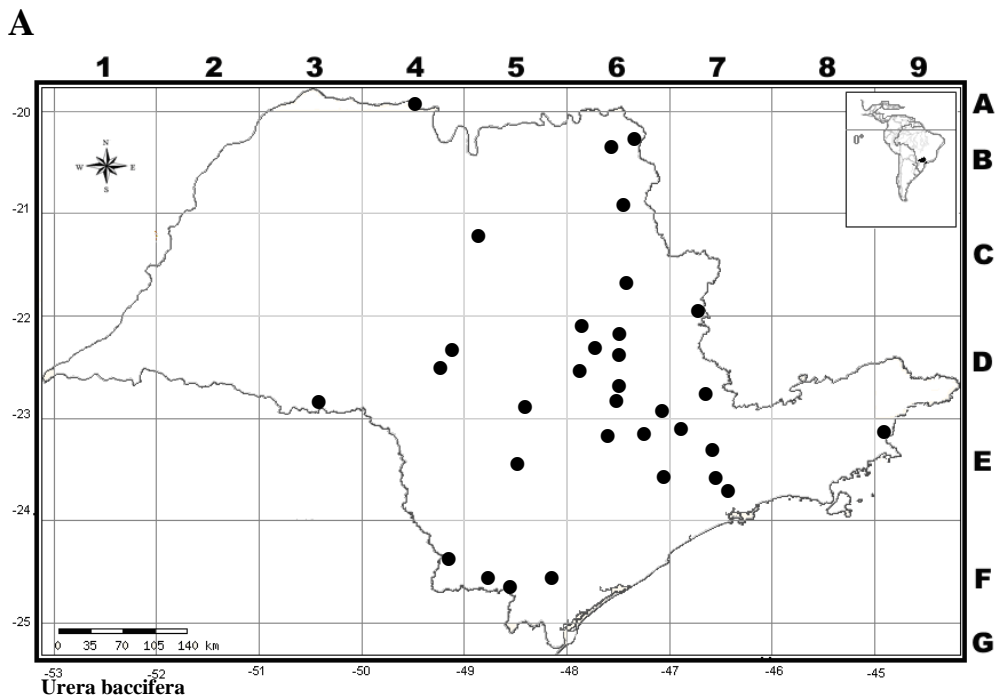 A
1 2 3 4 5 6 7 8 9
A
B
C
D
E
F
G
-20
-21
-22
-23
-24
-25
N
W E
S
0°
0 35 70 105 140 km
-53 -52 -51 -50 -49 -48 -47 -46 -45
Urera baccifera